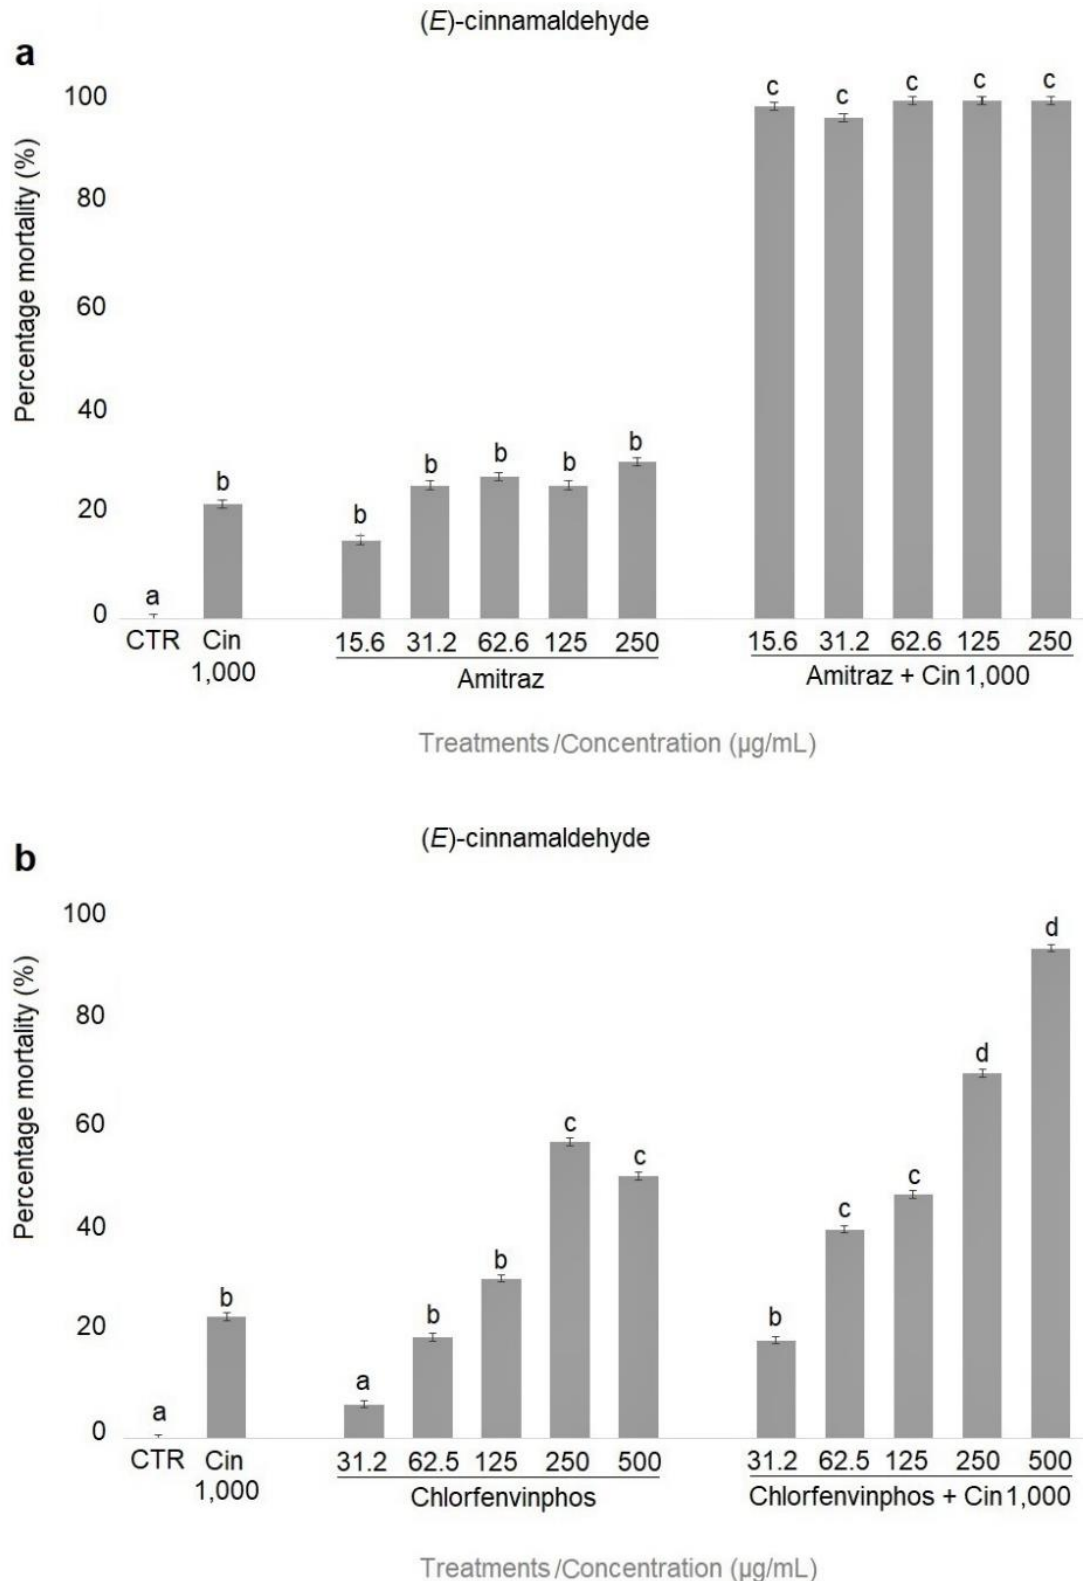 (E)-cinnamaldehyde
a
100
80
60
40
20
0
Percentage mortality (%)
a
b
b
b
b
b
b
c
c
c
c
c
CTR Cin 15.6 31.2 62.6 125 250 15.6 31.2 62.6 125 250
1,000 Amitraz Amitraz + Cin 1,000
Treatments/Concentration (µg/mL)
(E)-cinnamaldehyde
b
100
80
60
40
20
0
Percentage mortality (%)
a
b
a
b
b
c
c
b
c
c
d
d
CTR Cin 31.2 62.5 125 250 500 31.2 62.5 125 250 500
1,000 Chlorfenvinphos Chlorfenvinphos + Cin 1,000
Treatments/Concentration (µg/mL)